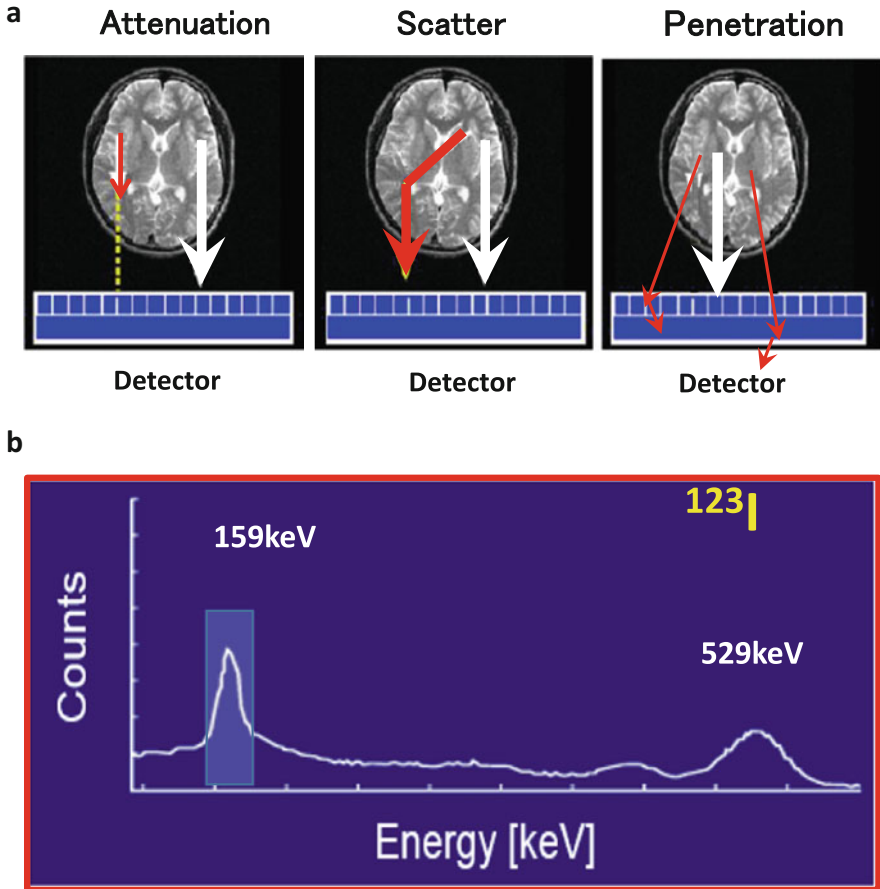 a
Attenuation Scatter Penetration
Detector Detector Detector
b
123I
159keV
529keV
Counts
Energy [keV]